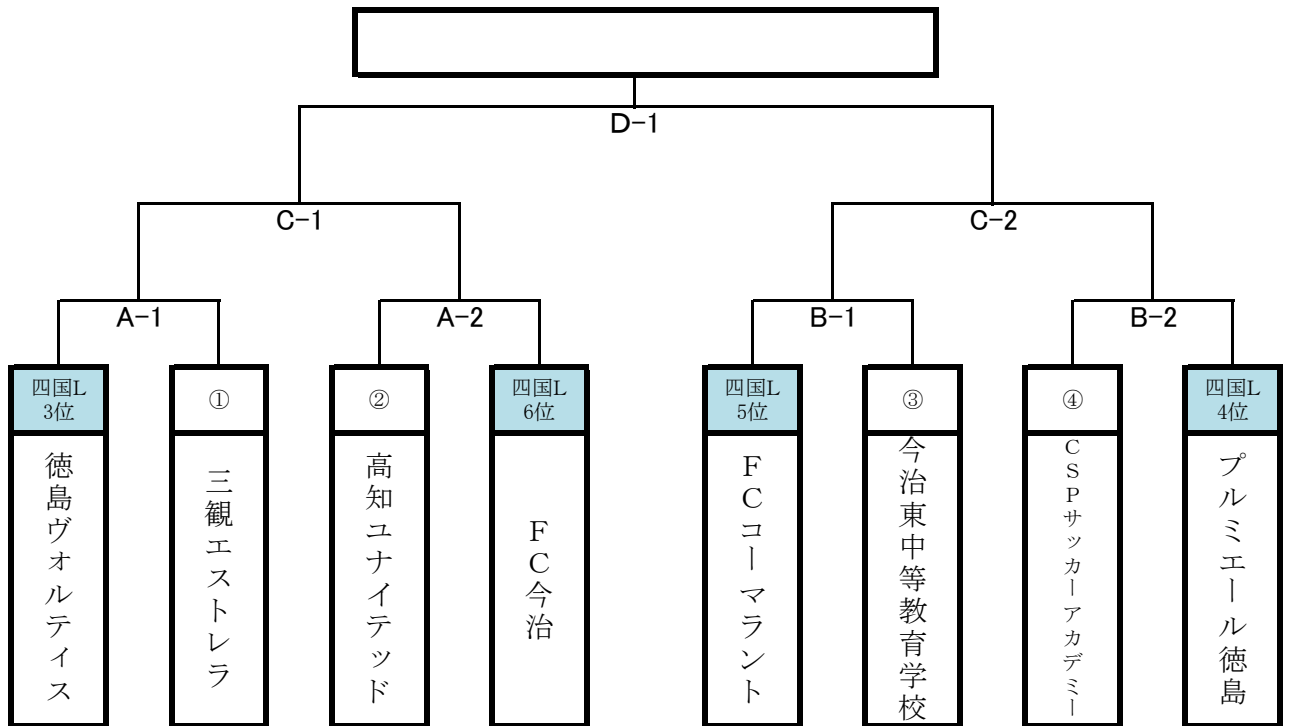 D-1
C-1
C-2
A-1
A-2
B-1
B-2
四国L
3位
①
②
四国L
6位
四国L
5位
③
④
四国L
4位
徳島ヴォルティス
三観エストレラ
高知ユナイテッド
FC今治
FCコーマラント
今治東中等教育学校
CSPサッカーアカデミー
プルミエール徳島